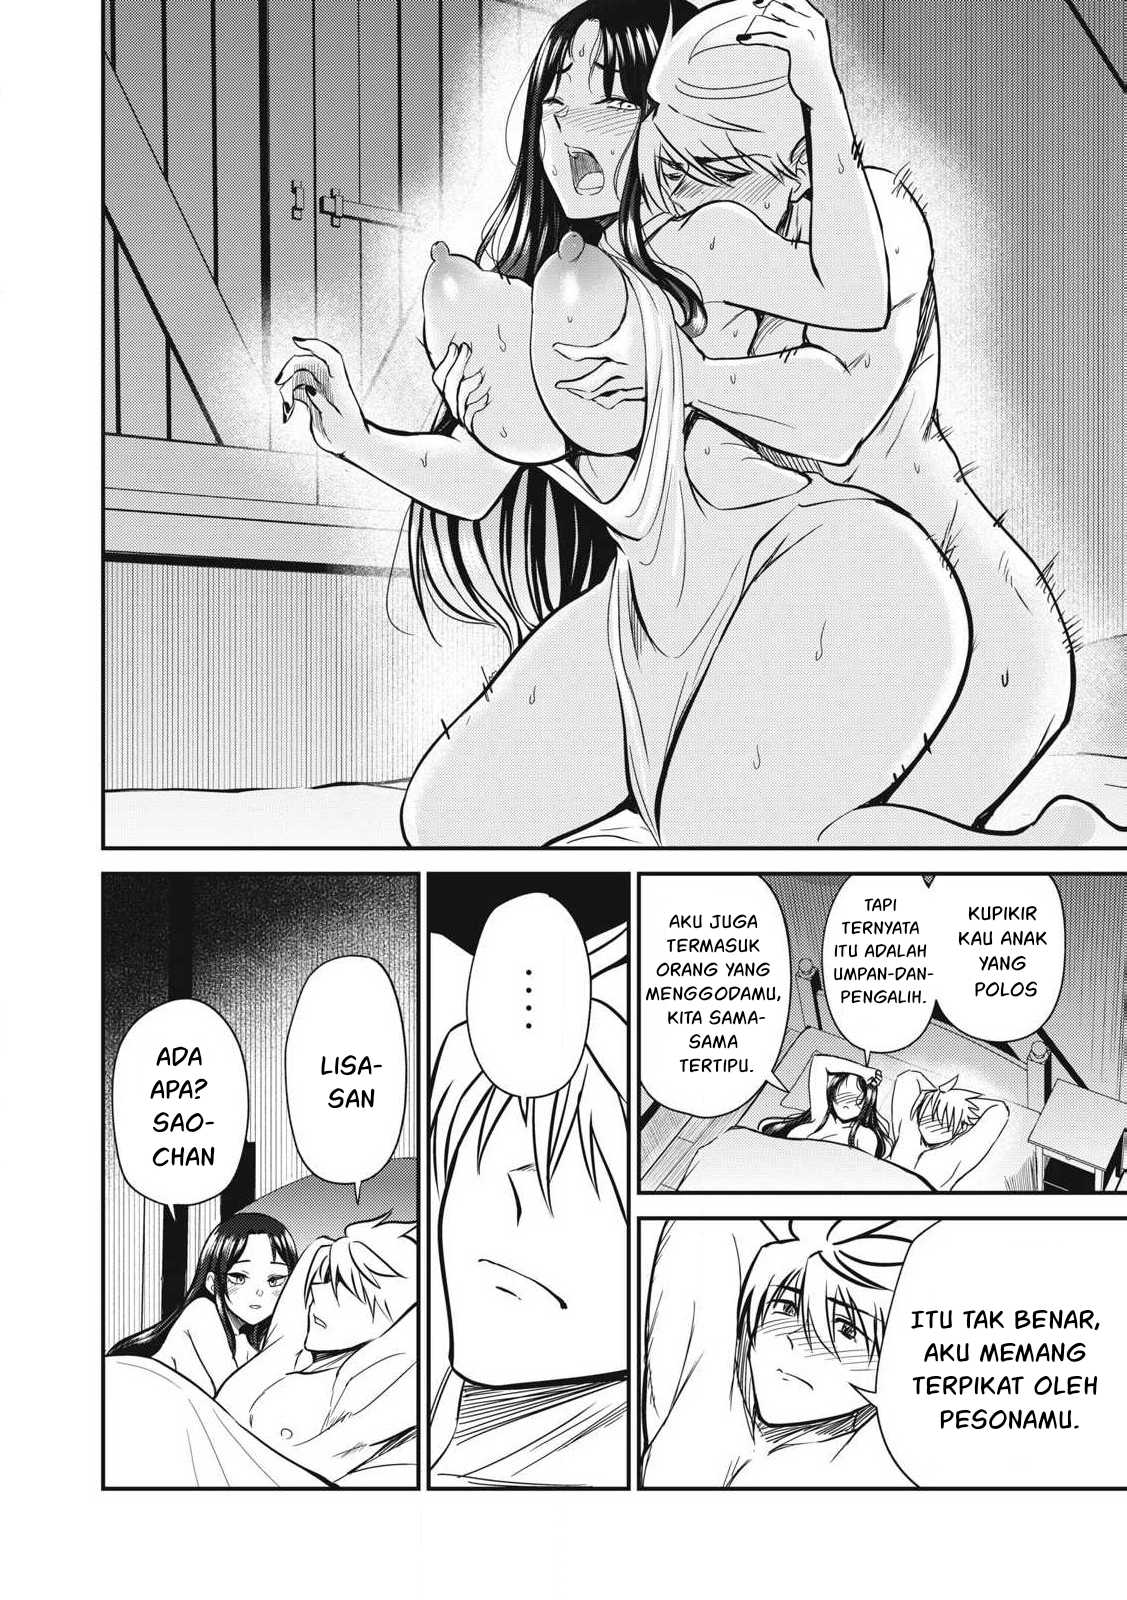 KUPIKIR
KAU ANAK
YANG
POLOS
TAPI
TERNYATA
ITU ADALAH
UMPAN-DAN-
PENGALIH.
AKU JUGA
TERMASUK
ORANG YANG
MENGGODAMU,
KITA SAMA-
SAMA
TERTIPU.
ITU TAK BENAR,
AKU MEMANG
TERPIKAT OLEH
PESONAMU.
....
LISA-
SAN
ADA
APA?
SAO-
CHAN